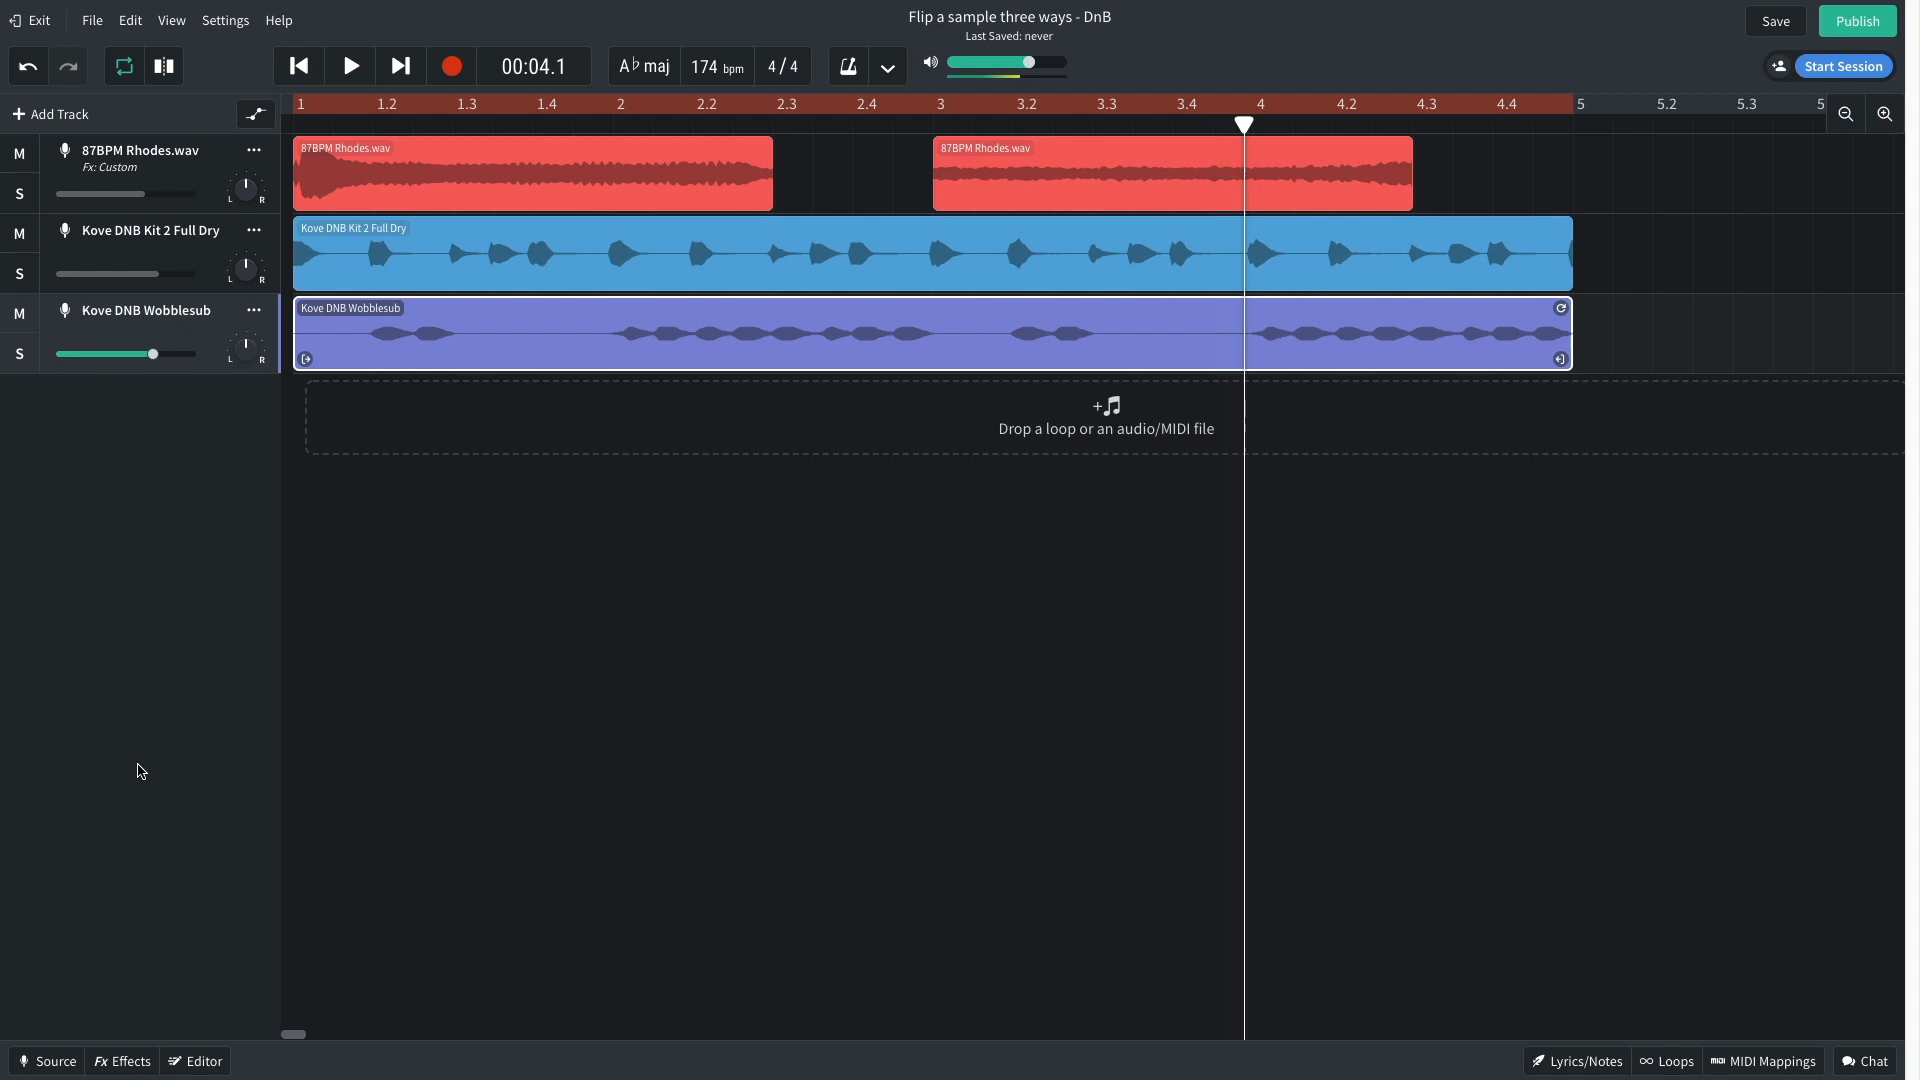 Exit File Edit View Settings Help
Flip a sample three ways - DnB
Last Saved: never
Save Publish
00:04.1 A♭ maj 174 bpm 4 / 4
Start Session
Add Track
1 1.2 1.3 1.4 2 2.2 2.3 2.4 3 3.2 3.3 3.4 4 4.2 4.3 4.4 5 5.2 5.3 5
M 87BPM Rhodes.wav
Fx: Custom
S L R
87BPM Rhodes.wav 87BPM Rhodes.wav
M Kove DNB Kit 2 Full Dry
S L R
Kove DNB Kit 2 Full Dry
M Kove DNB Wobblesub
S L R
Kove DNB Wobblesub
Drop a loop or an audio/MIDI file
Source Fx Effects Editor
Lyrics/Notes Loops MIDI MIDI Mappings Chat